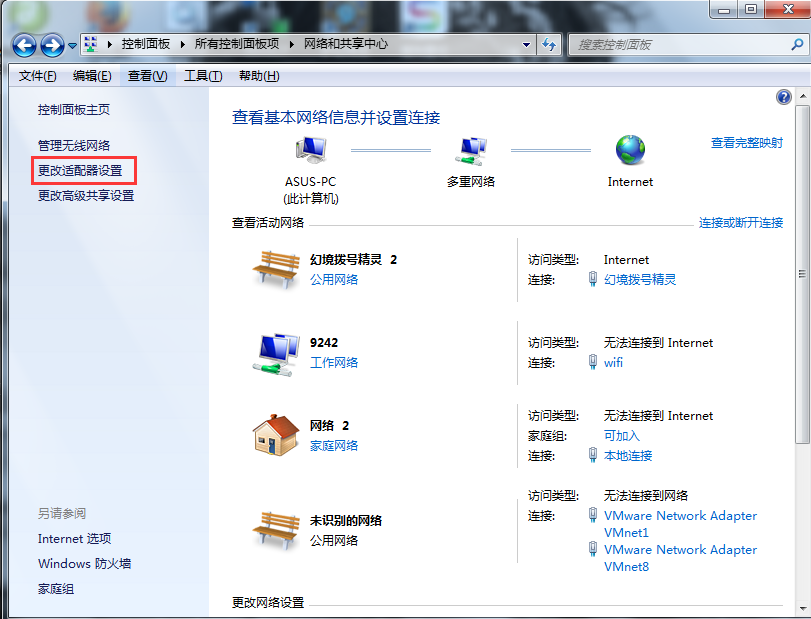 控制面板 ▸ 所有控制面板项 ▸ 网络和共享中心
搜索控制面板
文件(F) 编辑(E) 查看(V) 工具(T) 帮助(H)
控制面板主页
管理无线网络
更改适配器设置
更改高级共享设置
另请参阅
Internet 选项
Windows 防火墙
家庭组
查看基本网络信息并设置连接
查看完整映射
ASUS-PC
(此计算机)
多重网络
Internet
查看活动网络
连接或断开连接
幻境拨号精灵 2
公用网络
访问类型: Internet
连接: 幻境拨号精灵
9242
工作网络
访问类型: 无法连接到 Internet
连接: wifi
网络 2
家庭网络
访问类型: 无法连接到 Internet
家庭组: 可加入
连接: 本地连接
未识别的网络
公用网络
访问类型: 无法连接到网络
连接: VMware Network Adapter
VMnet1
VMware Network Adapter
VMnet8
更改网络设置